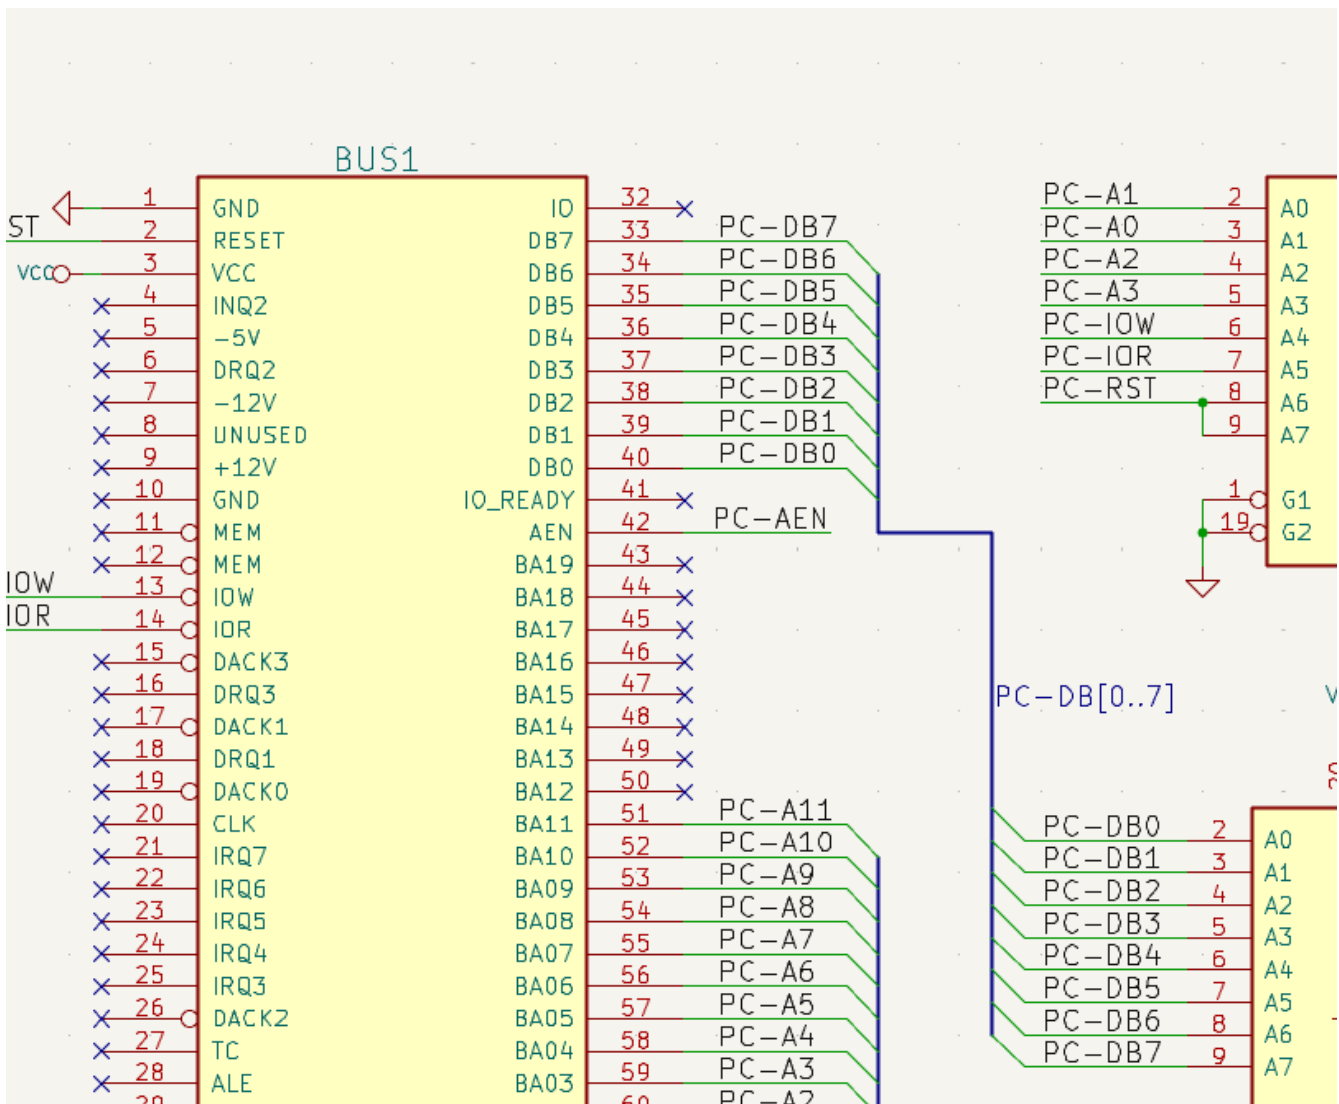 BUS1
ST
VCC
1 GND
2 RESET
3 VCC
4 INQ2
5 -5V
6 DRQ2
7 -12V
8 UNUSED
9 +12V
10 GND
11 MEM
12 MEM
IOW 13 IOW
IOR 14 IOR
15 DACK3
16 DRQ3
17 DACK1
18 DRQ1
19 DACK0
20 CLK
21 IRQ7
22 IRQ6
23 IRQ5
24 IRQ4
25 IRQ3
26 DACK2
27 TC
28 ALE
IO 32
DB7 33 PC-DB7
DB6 34 PC-DB6
DB5 35 PC-DB5
DB4 36 PC-DB4
DB3 37 PC-DB3
DB2 38 PC-DB2
DB1 39 PC-DB1
DB0 40 PC-DB0
IO_READY 41
AEN 42 PC-AEN
BA19 43
BA18 44
BA17 45
BA16 46
BA15 47
BA14 48
BA13 49
BA12 50
BA11 51 PC-A11
BA10 52 PC-A10
BA09 53 PC-A9
BA08 54 PC-A8
BA07 55 PC-A7
BA06 56 PC-A6
BA05 57 PC-A5
BA04 58 PC-A4
BA03 59 PC-A3
PC-A2
PC-A1 2 A0
PC-A0 3 A1
PC-A2 4 A2
PC-A3 5 A3
PC-IOW 6 A4
PC-IOR 7 A5
PC-RST 8 A6
9 A7
1 G1
19 G2
PC-DB[0..7]
PC-DB0 2 A0
PC-DB1 3 A1
PC-DB2 4 A2
PC-DB3 5 A3
PC-DB4 6 A4
PC-DB5 7 A5
PC-DB6 8 A6
PC-DB7 9 A7